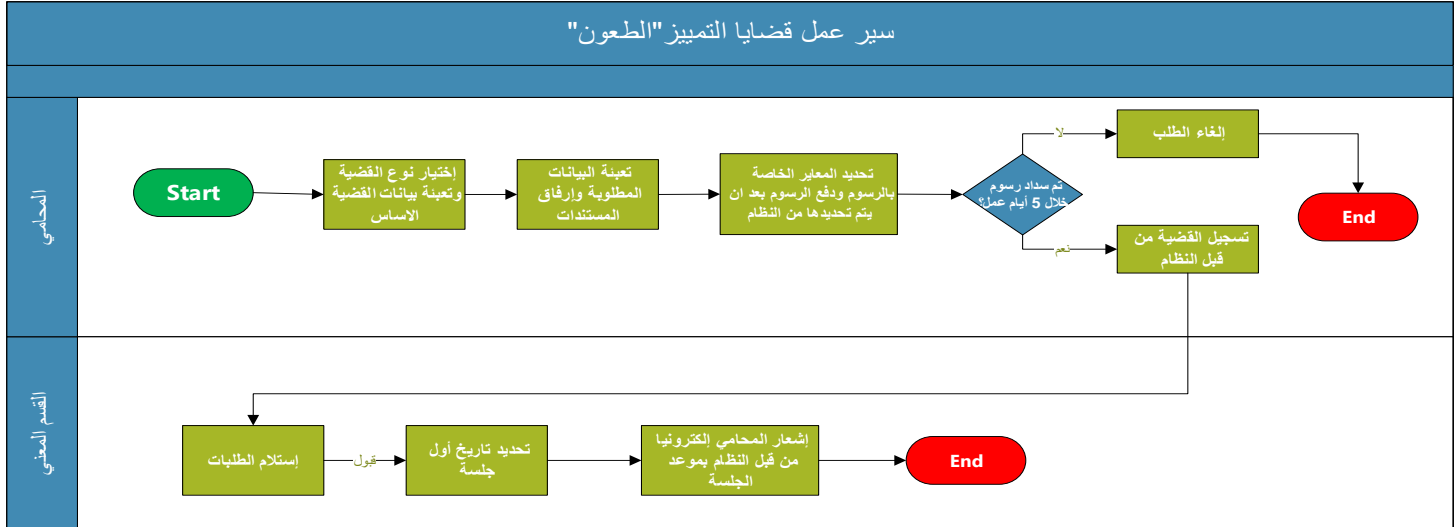 سير عمل قضايا التمييز"الطعون"
المحامي
Start
إختيار نوع القضية
وتعبئة بيانات القضية
الاساس
تعبئة البيانات
المطلوبة وإرفاق
المستندات
تحديد المعاير الخاصة
بالرسوم ودفع الرسوم بعد ان
يتم تحديدها من النظام
تم سداد رسوم
خلال 5 أيام عمل؟
لا
إلغاء الطلب
End
نعم
تسجيل القضية من
قبل النظام
القسم المعني
إستلام الطلبات
قبول
تحديد تاريخ أول
جلسة
إشعار المحامي إلكترونيا
من قبل النظام بموعد
الجلسة
End